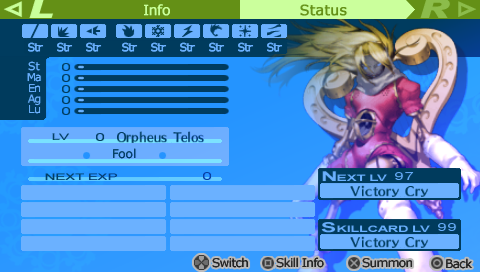 L Info Status R
Str Str Str Str Str Str Str Str Str
St 0
Ma 0
En 0
Ag 0
Lu 0
LV 0 Orpheus Telos
Fool
NEXT EXP 0
NEXT LV 97
Victory Cry
SKILLCARD LV 99
Victory Cry
Switch Skill Info Summon Back